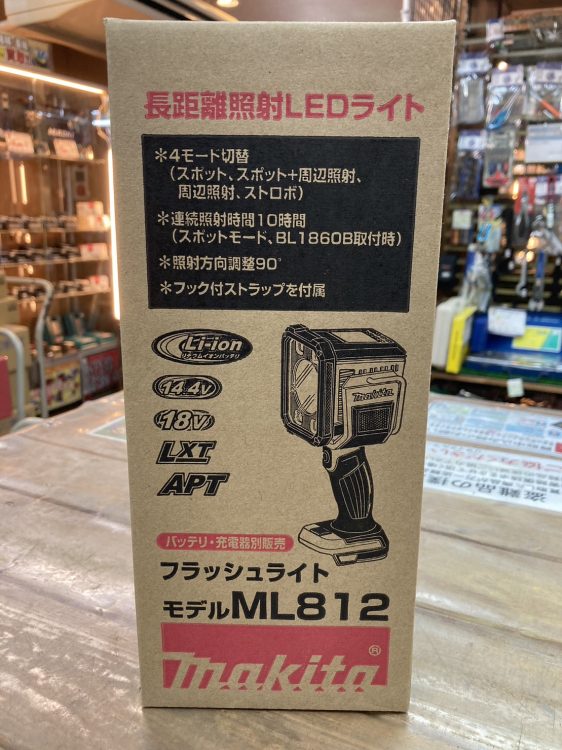 長距離照射LEDライト
*4モード切替
(スポット、スポット+周辺照射、
周辺照射、ストロボ)
*連続照射時間10時間
(スポットモード、BL1860B取付時)
*照射方向調整90°
*フック付ストラップを付属
Li-ion
リチウムイオンバッテリ
14.4V
18V
LXT
APT
makita
バッテリ・充電器別販売
フラッシュライト
モデルML812
makita®
盗難品の